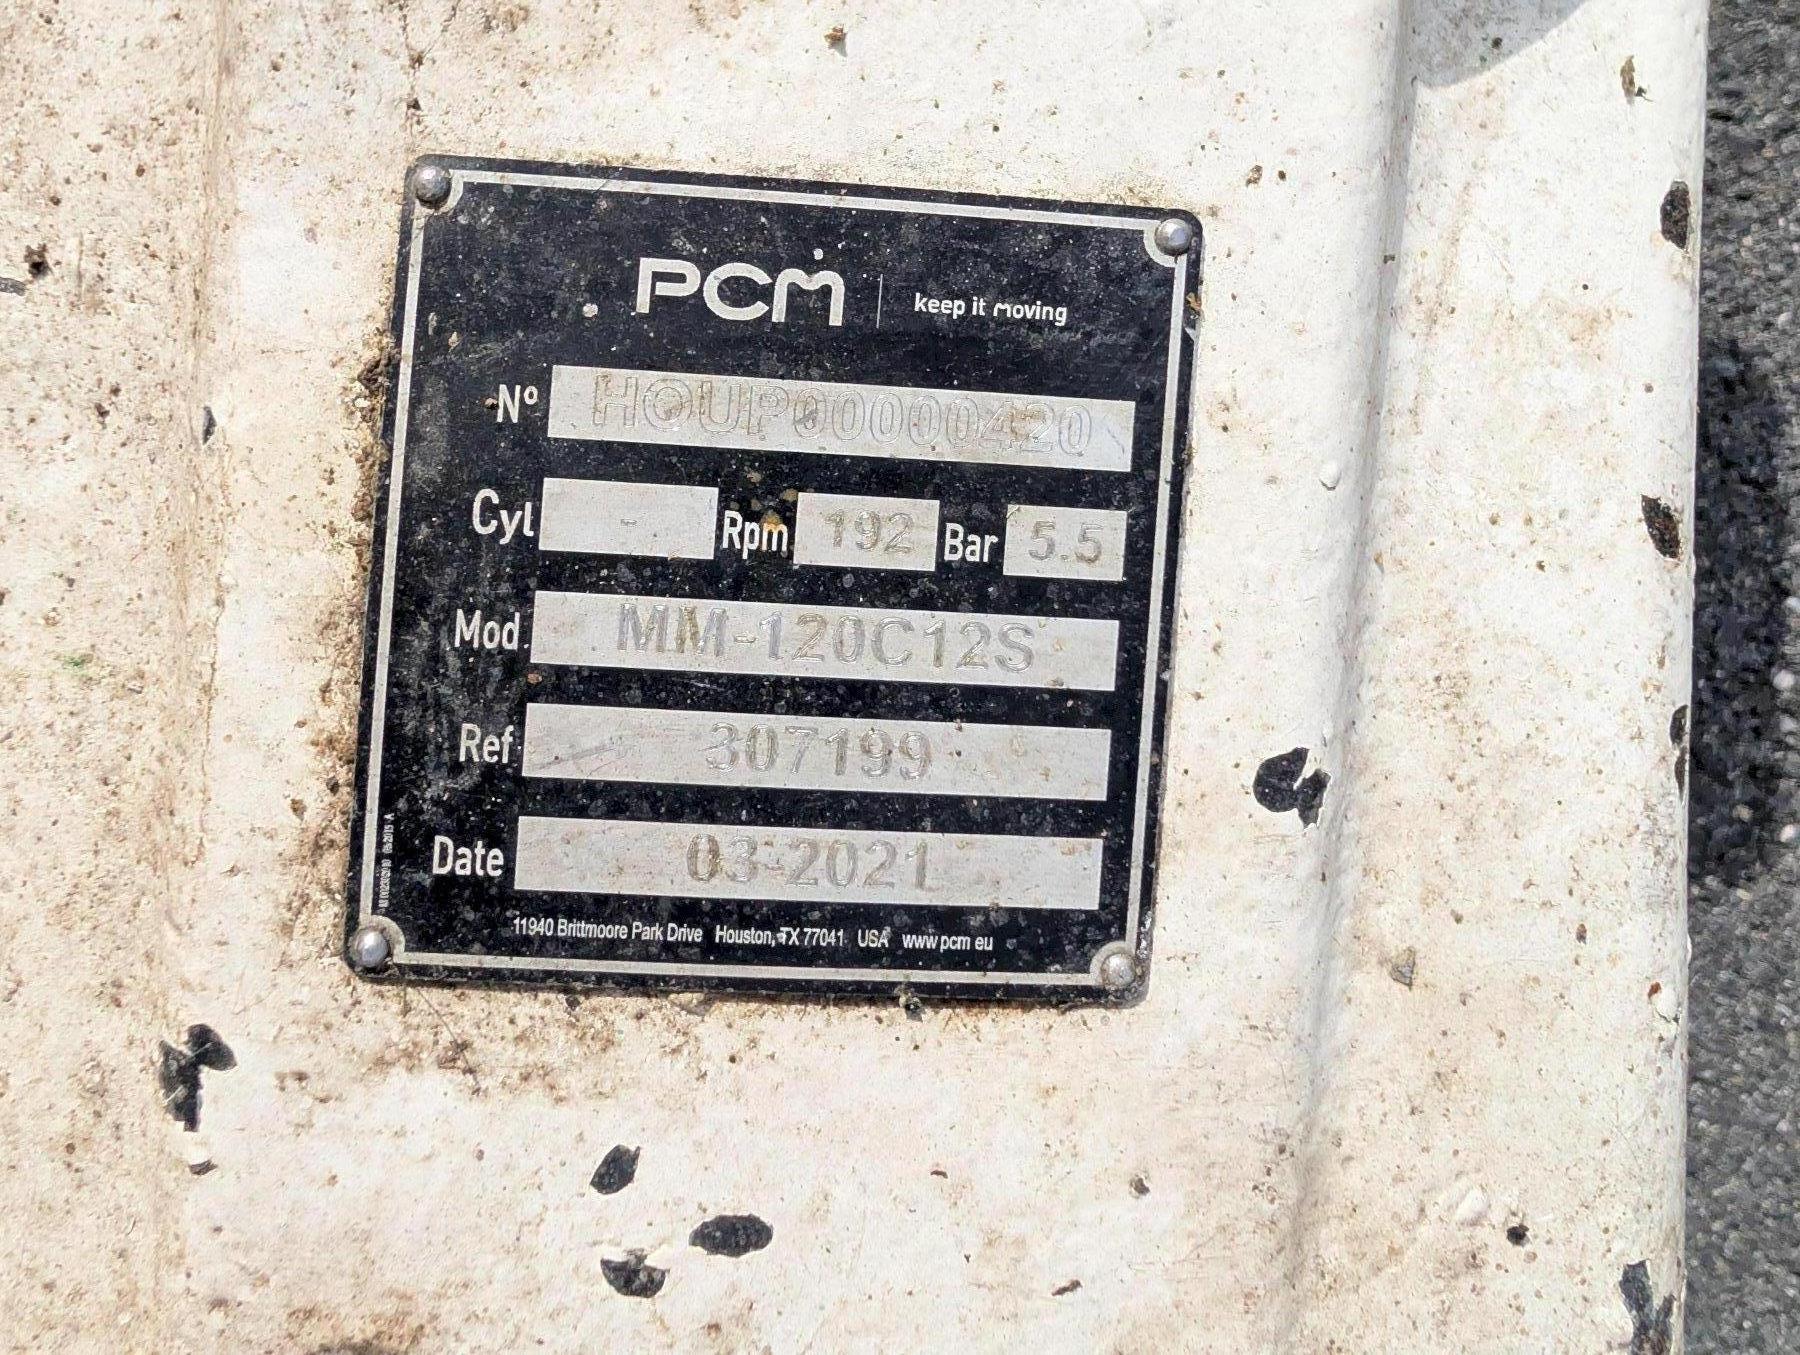 PCM | keep it moving
Nº HOUP00000420
Cyl - Rpm 192 Bar 5.5
Mod. MM-120C12S
Ref. 307199
Date 03-2021
11940 Brittmoore Park Drive Houston, TX 77041 USA www.pcm.eu